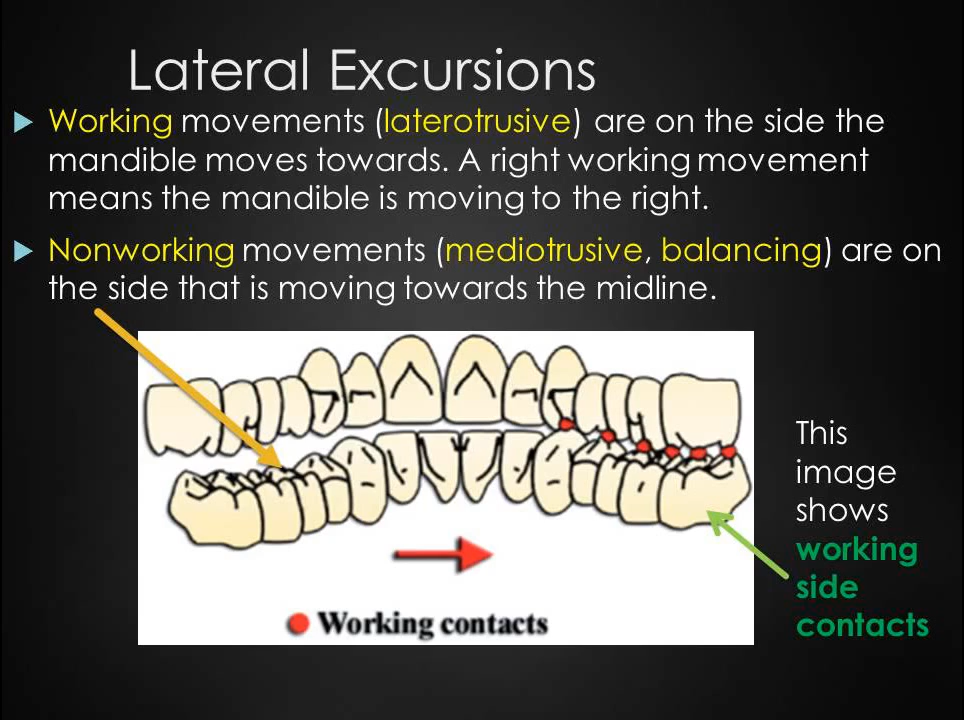 Lateral Excursions
Working movements (laterotrusive) are on the side the
mandible moves towards. A right working movement
means the mandible is moving to the right.
Nonworking movements (mediotrusive, balancing) are on
the side that is moving towards the midline.
This
image
shows
working
side
contacts
Working contacts